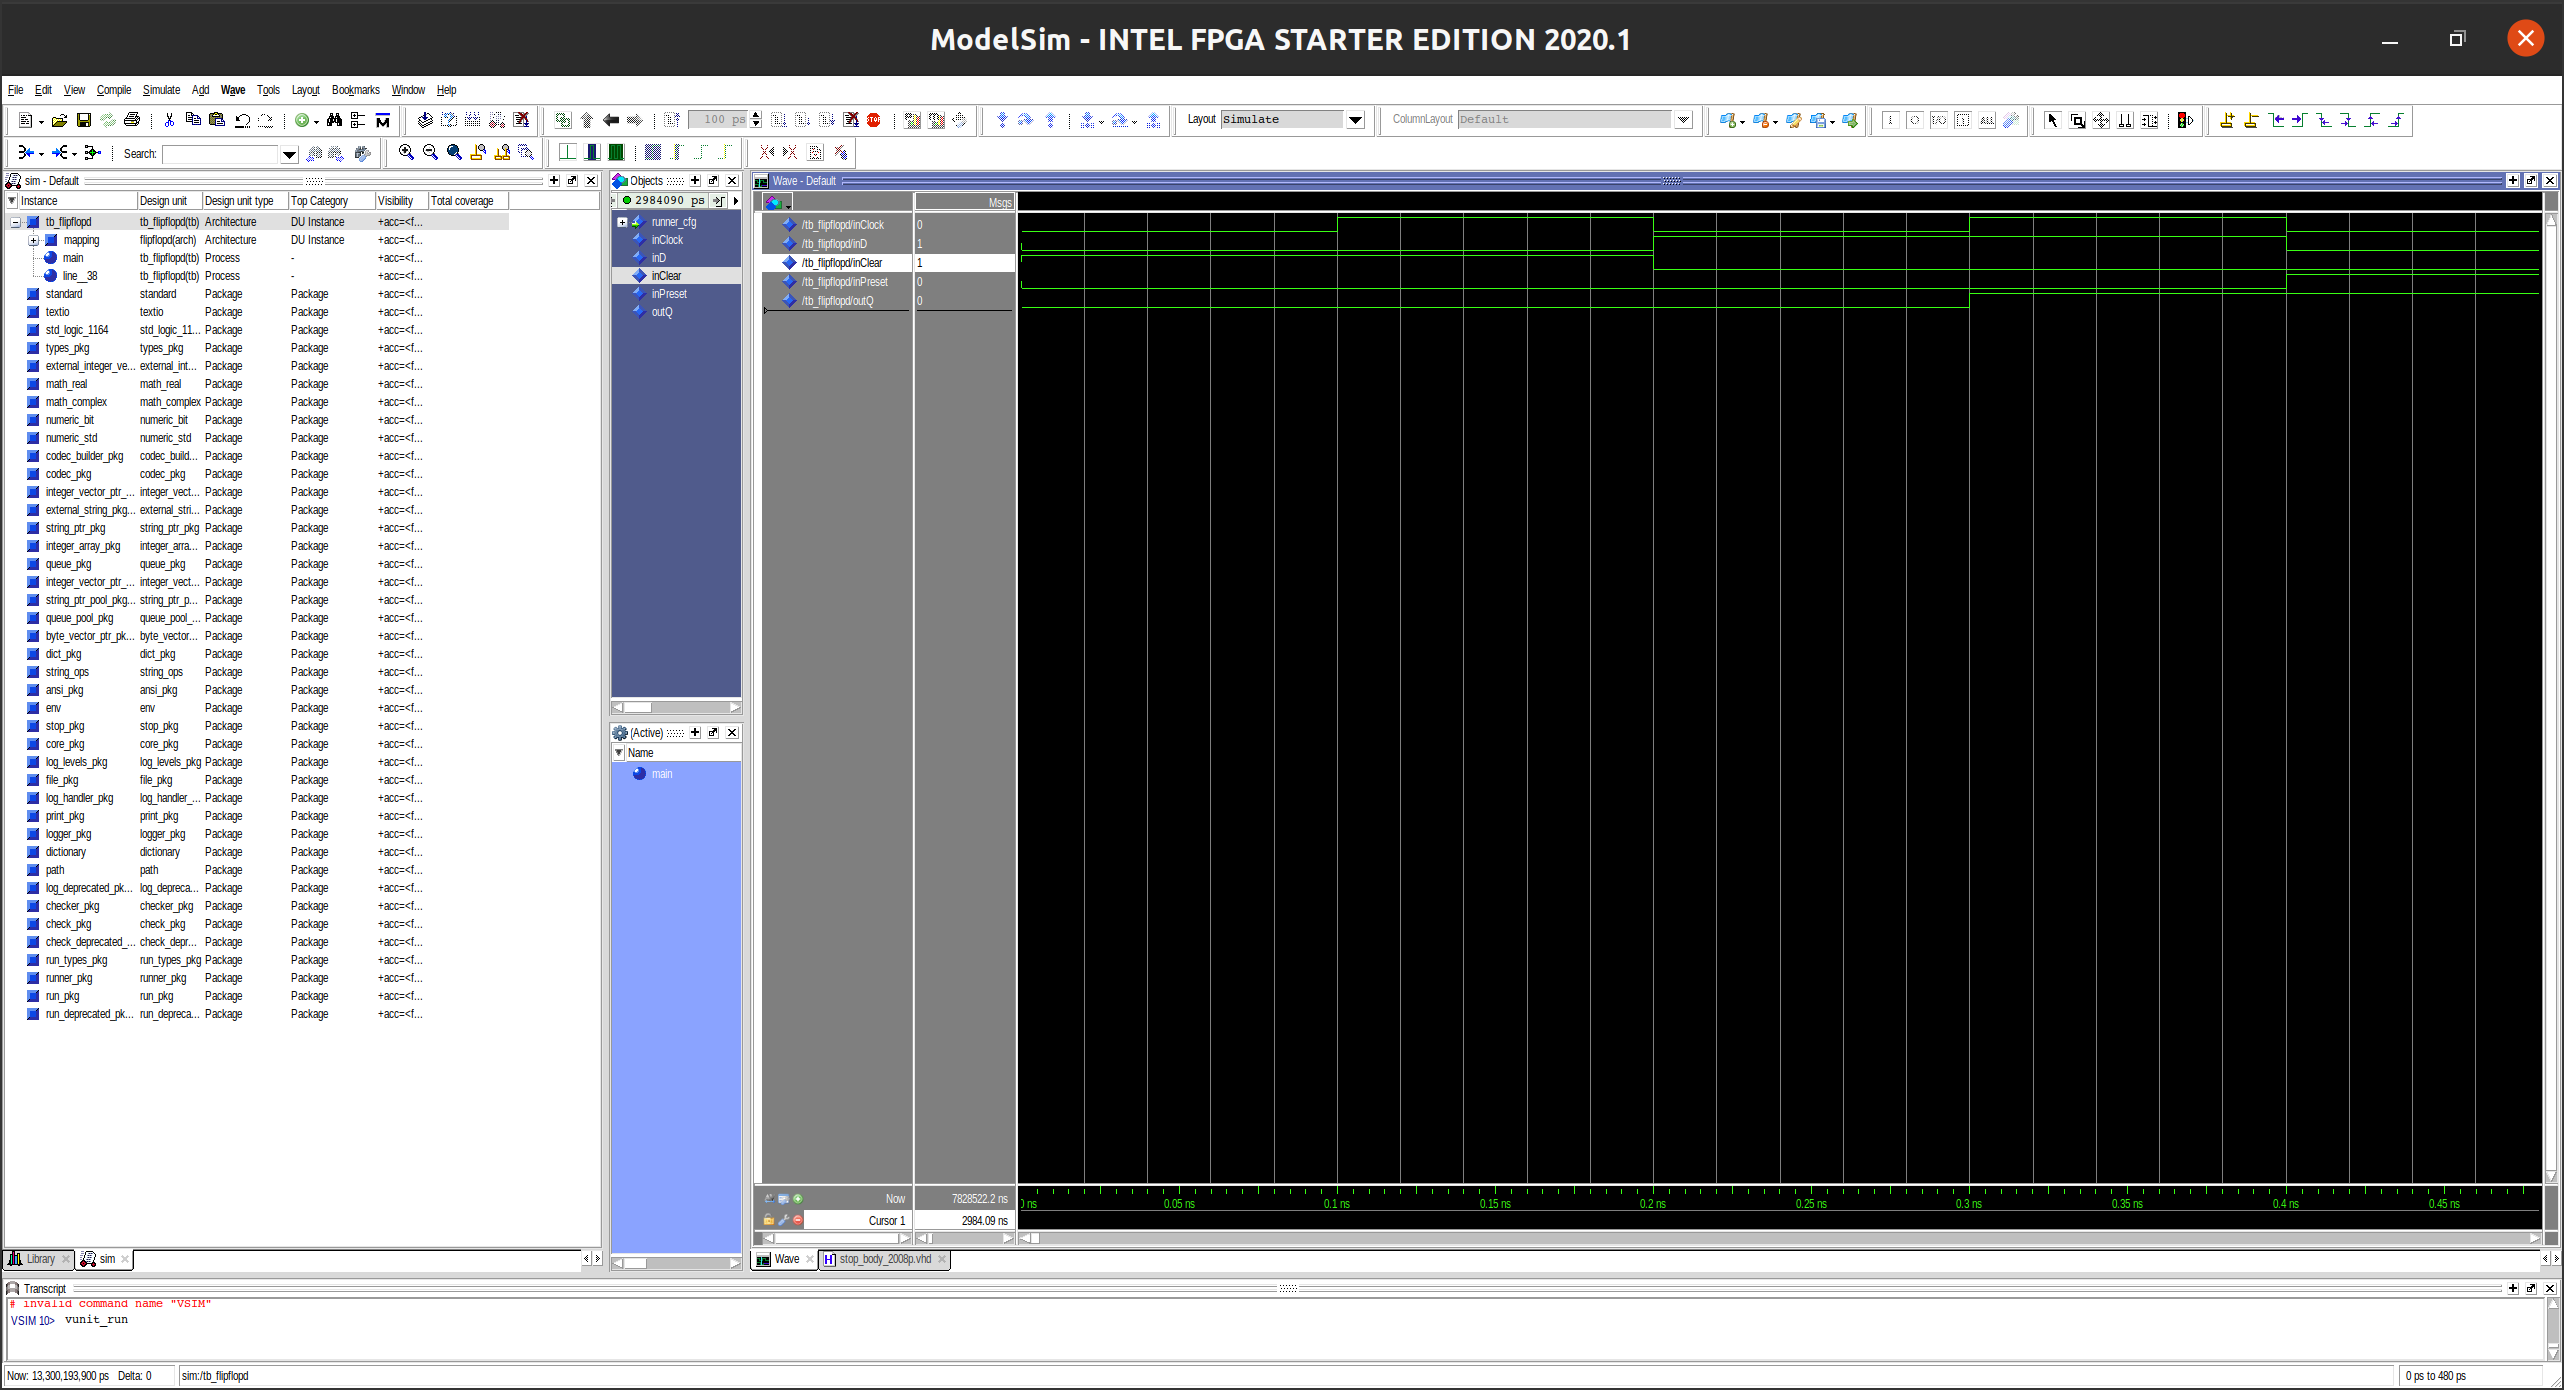 ModelSim - INTEL FPGA STARTER EDITION 2020.1
File Edit View Compile Simulate Add Wave Tools Layout Bookmarks Window Help
100 ps
Layout Simulate
ColumnLayout Default
Search:
sim - Default
Instance Design unit Design unit type Top Category Visibility Total coverage
tb_flipflopd tb_flipflopd(tb) Architecture DU Instance +acc=<f...
mapping flipflopd(arch) Architecture DU Instance +acc=<f...
main tb_flipflopd(tb) Process - +acc=<f...
line__38 tb_flipflopd(tb) Process - +acc=<f...
standard standard Package Package +acc=<f...
textio textio Package Package +acc=<f...
std_logic_1164 std_logic_11... Package Package +acc=<f...
types_pkg types_pkg Package Package +acc=<f...
external_integer_ve... external_int... Package Package +acc=<f...
math_real math_real Package Package +acc=<f...
math_complex math_complex Package Package +acc=<f...
numeric_bit numeric_bit Package Package +acc=<f...
numeric_std numeric_std Package Package +acc=<f...
codec_builder_pkg codec_build... Package Package +acc=<f...
codec_pkg codec_pkg Package Package +acc=<f...
integer_vector_ptr_... integer_vect... Package Package +acc=<f...
external_string_pkg... external_stri... Package Package +acc=<f...
string_ptr_pkg string_ptr_pkg Package Package +acc=<f...
integer_array_pkg integer_arra... Package Package +acc=<f...
queue_pkg queue_pkg Package Package +acc=<f...
integer_vector_ptr_... integer_vect... Package Package +acc=<f...
string_ptr_pool_pkg... string_ptr_p... Package Package +acc=<f...
queue_pool_pkg queue_pool_... Package Package +acc=<f...
byte_vector_ptr_pk... byte_vector... Package Package +acc=<f...
dict_pkg dict_pkg Package Package +acc=<f...
string_ops string_ops Package Package +acc=<f...
ansi_pkg ansi_pkg Package Package +acc=<f...
env env Package Package +acc=<f...
stop_pkg stop_pkg Package Package +acc=<f...
core_pkg core_pkg Package Package +acc=<f...
log_levels_pkg log_levels_pkg Package Package +acc=<f...
file_pkg file_pkg Package Package +acc=<f...
log_handler_pkg log_handler_... Package Package +acc=<f...
print_pkg print_pkg Package Package +acc=<f...
logger_pkg logger_pkg Package Package +acc=<f...
dictionary dictionary Package Package +acc=<f...
path path Package Package +acc=<f...
log_deprecated_pk... log_depreca... Package Package +acc=<f...
checker_pkg checker_pkg Package Package +acc=<f...
check_pkg check_pkg Package Package +acc=<f...
check_deprecated_... check_depr... Package Package +acc=<f...
run_types_pkg run_types_pkg Package Package +acc=<f...
runner_pkg runner_pkg Package Package +acc=<f...
run_pkg run_pkg Package Package +acc=<f...
run_deprecated_pk... run_depreca... Package Package +acc=<f...
Library sim
Objects
2984090 ps
runner_cfg
inClock
inD
inClear
inPreset
outQ
(Active)
Name
main
Wave - Default
Msgs
/tb_flipflopd/inClock 0
/tb_flipflopd/inD 1
/tb_flipflopd/inClear 1
/tb_flipflopd/inPreset 0
/tb_flipflopd/outQ 0
Now 7828522.2 ns
Cursor 1 2984.09 ns
0 ns 0.05 ns 0.1 ns 0.15 ns 0.2 ns 0.25 ns 0.3 ns 0.35 ns 0.4 ns 0.45 ns
Wave stop_body_2008p.vhd
Transcript
# invalid command name "VSIM"
VSIM 10> vunit_run
Now: 13,300,193,900 ps Delta: 0 sim:/tb_flipflopd 0 ps to 480 ps